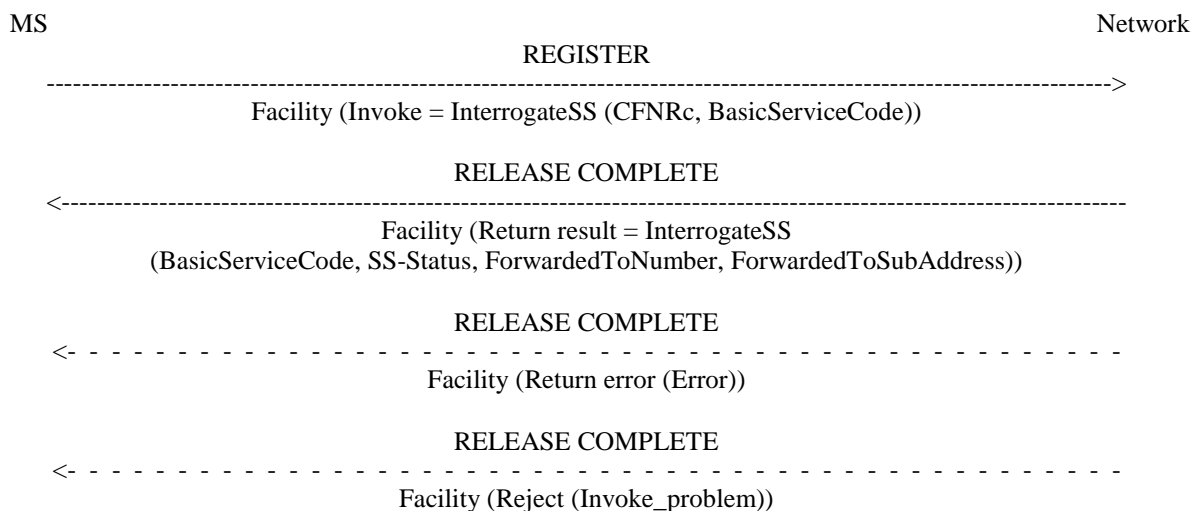 MS Network
REGISTER
Facility (Invoke = InterrogateSS (CFNRc, BasicServiceCode))
RELEASE COMPLETE
Facility (Return result = InterrogateSS
(BasicServiceCode, SS-Status, ForwardedToNumber, ForwardedToSubAddress))
RELEASE COMPLETE
Facility (Return error (Error))
RELEASE COMPLETE
Facility (Reject (Invoke_problem))